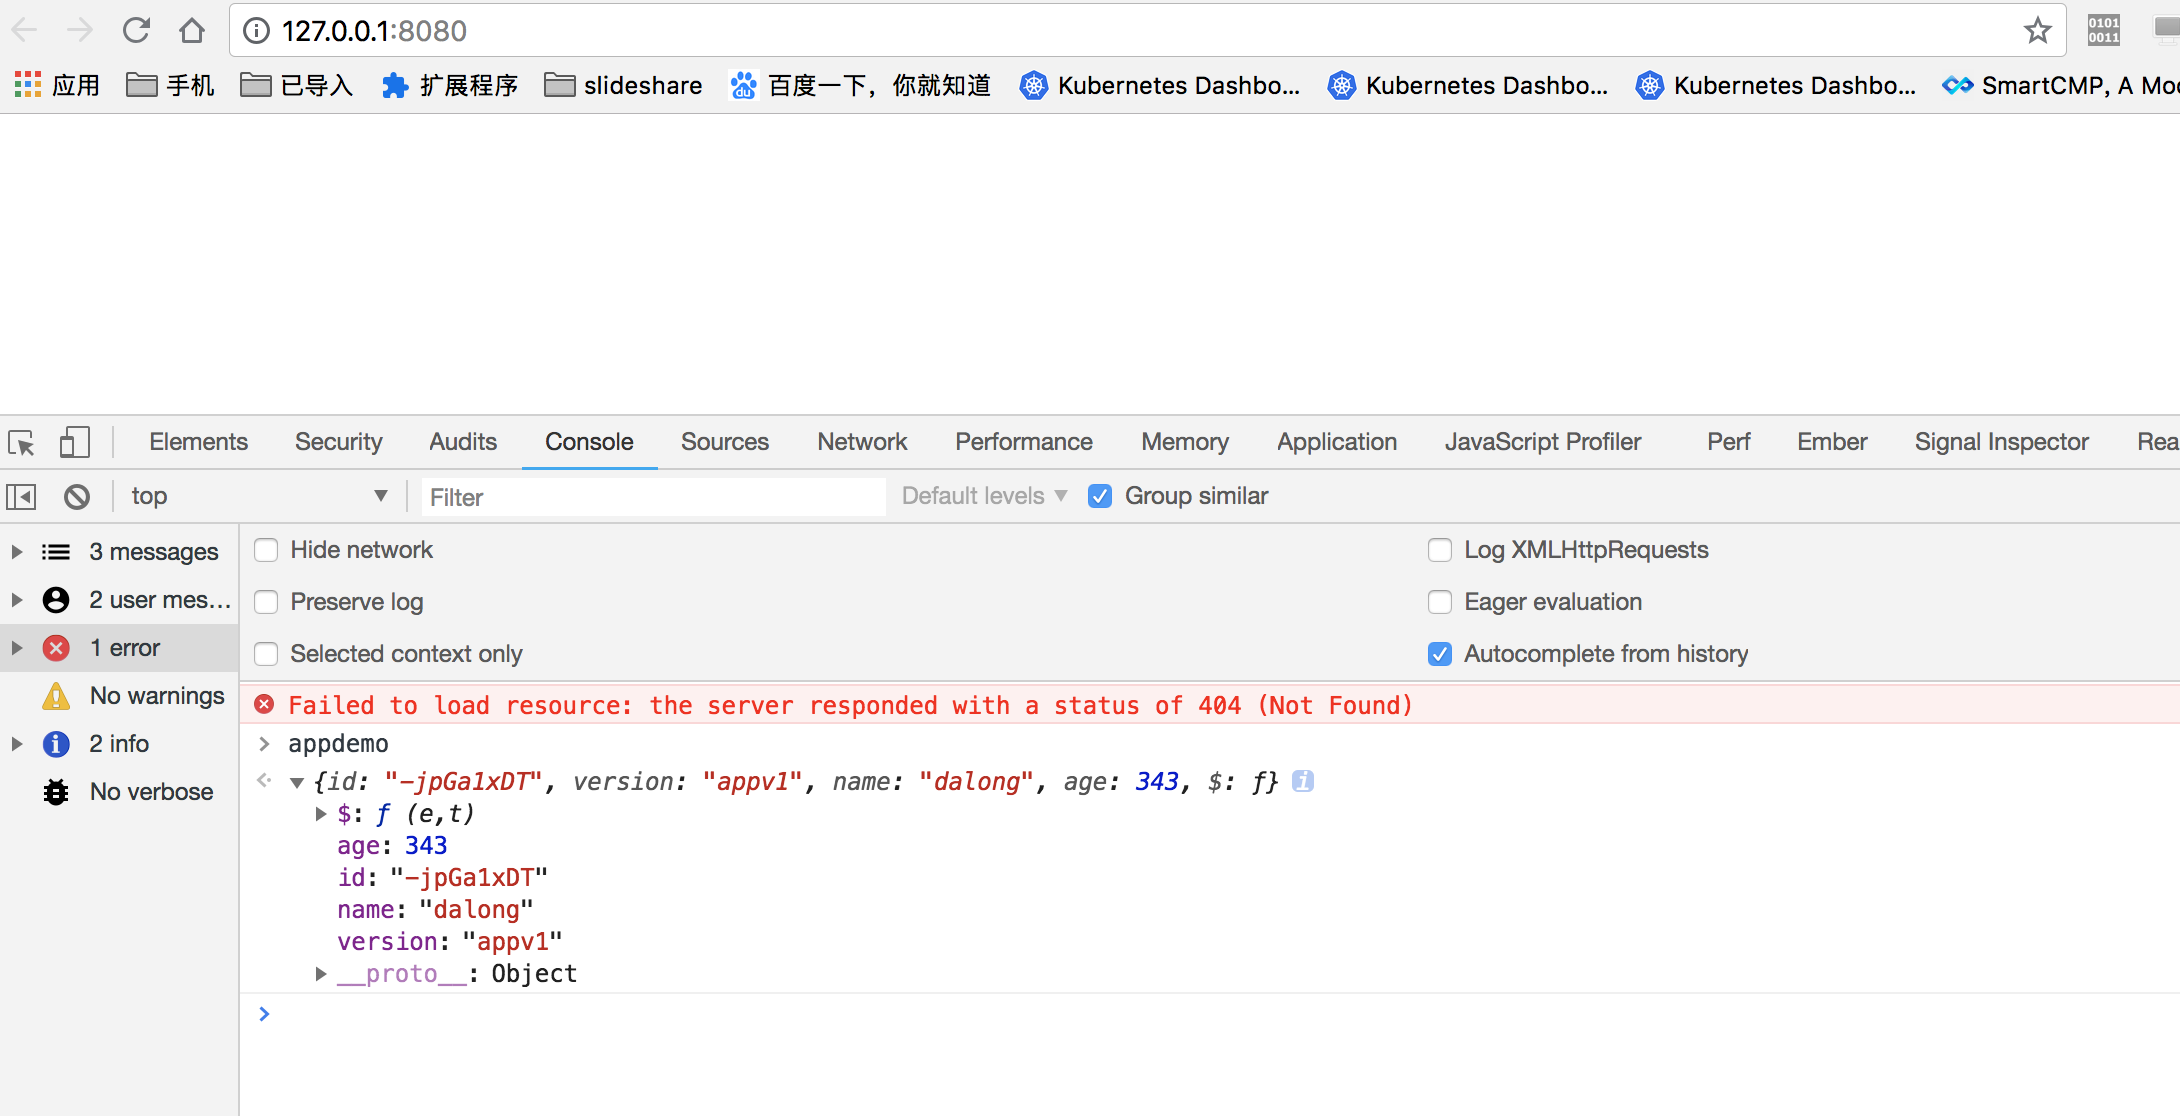 127.0.0.1:8080
0101
0011
应用 手机 已导入 扩展程序 slideshare du 百度一下，你就知道 Kubernetes Dashbo... Kubernetes Dashbo... Kubernetes Dashbo... SmartCMP, A Mod
Elements Security Audits Console Sources Network Performance Memory Application JavaScript Profiler Perf Ember Signal Inspector Rea
top ▼ Filter Default levels ▼ Group similar
3 messages
2 user mes...
1 error
No warnings
2 info
No verbose
Hide network Log XMLHttpRequests
Preserve log Eager evaluation
Selected context only Autocomplete from history
Failed to load resource: the server responded with a status of 404 (Not Found)
> appdemo
{id: "-jpGa1xDT", version: "appv1", name: "dalong", age: 343, $: ƒ} i
$: ƒ (e,t)
age: 343
id: "-jpGa1xDT"
name: "dalong"
version: "appv1"
__proto__: Object
>